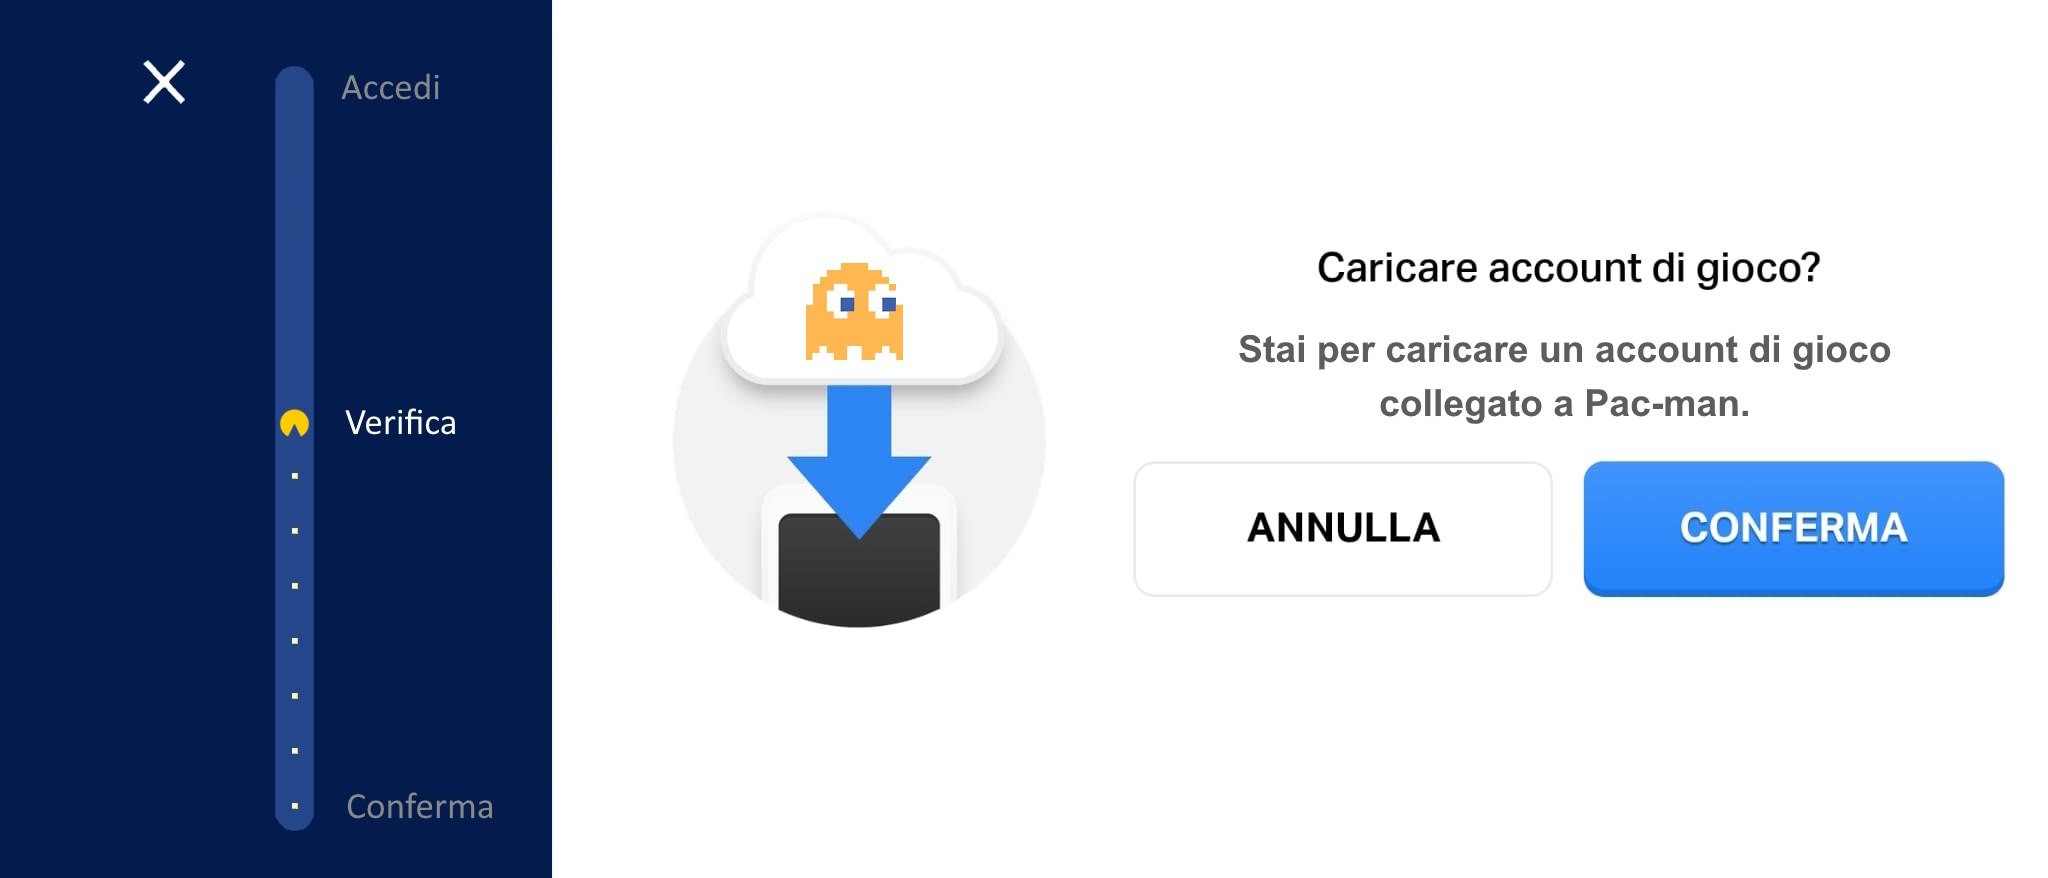 Accedi
Verifica
Conferma
Caricare account di gioco?
Stai per caricare un account di gioco
collegato a Pac-man.
ANNULLA
CONFERMA